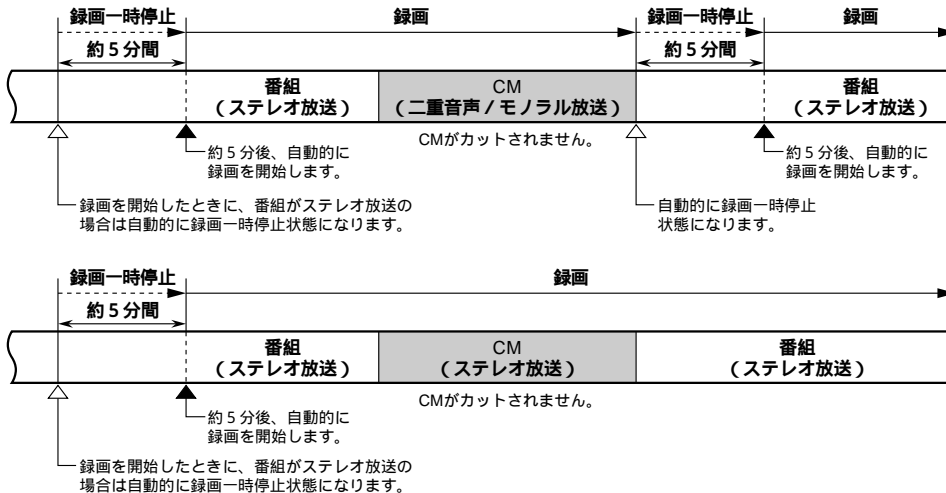 録画一時停止
録画
録画一時停止
録画
約5分間
約5分間
番組
(ステレオ放送)
CM
(二重音声/モノラル放送)
番組
(ステレオ放送)
CMがカットされません。
約5分後、自動的に
録画を開始します。
約5分後、自動的に
録画を開始します。
録画を開始したときに、番組がステレオ放送の
場合は自動的に録画一時停止状態になります。
自動的に録画一時停止
状態になります。
録画一時停止
録画
約5分間
番組
(ステレオ放送)
CM
(ステレオ放送)
番組
(ステレオ放送)
CMがカットされません。
約5分後、自動的に
録画を開始します。
録画を開始したときに、番組がステレオ放送の
場合は自動的に録画一時停止状態になります。